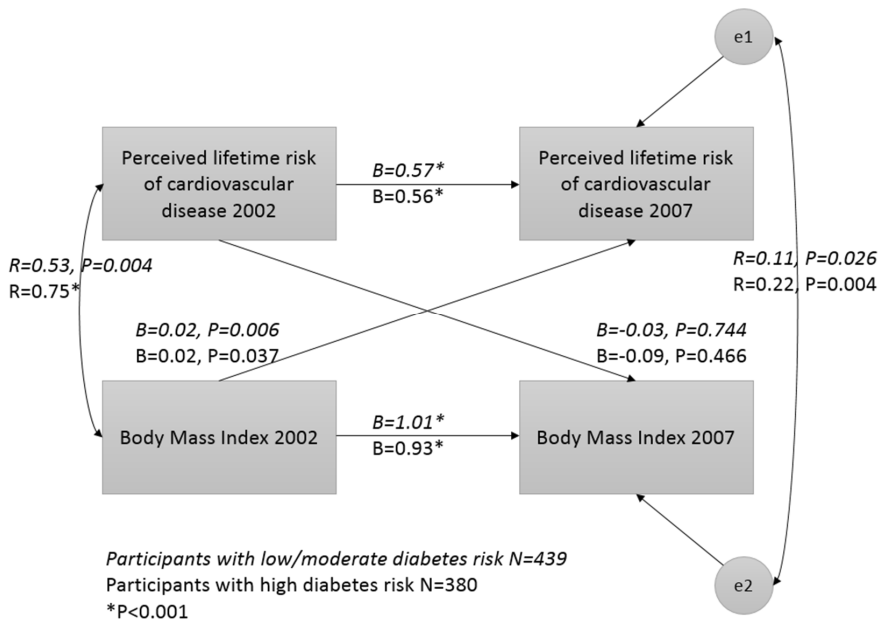 e1
Perceived lifetime risk
of cardiovascular
disease 2002
B=0.57*
B=0.56*
Perceived lifetime risk
of cardiovascular
disease 2007
R=0.53, P=0.004
R=0.75*
R=0.11, P=0.026
R=0.22, P=0.004
B=0.02, P=0.006
B=0.02, P=0.037
B=-0.03, P=0.744
B=-0.09, P=0.466
Body Mass Index 2002
B=1.01*
B=0.93*
Body Mass Index 2007
Participants with low/moderate diabetes risk N=439
Participants with high diabetes risk N=380
*P<0.001
e2